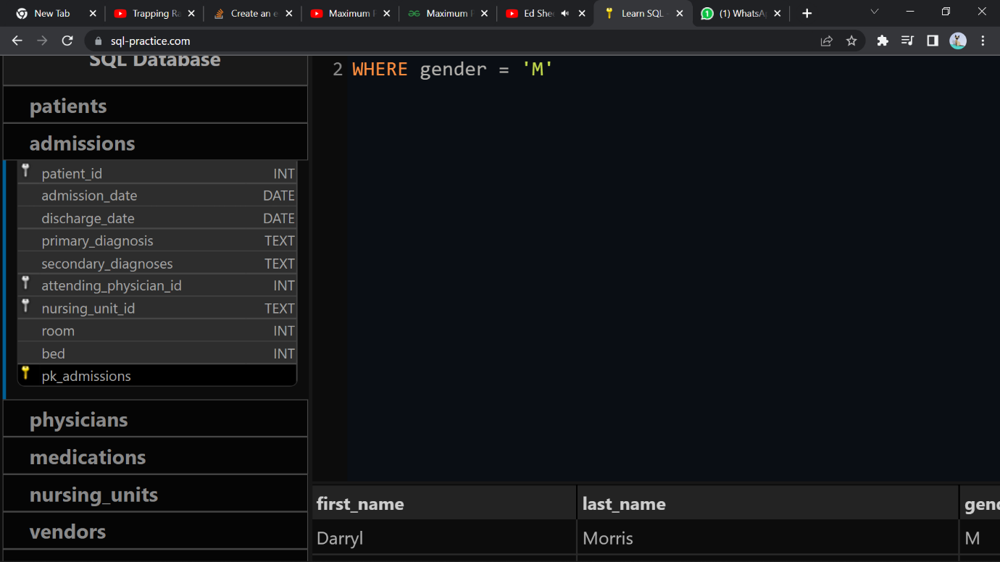 New Tab
Trapping Ra
Create an e
Maximum P
Maximum P
Ed Shee
Learn SQL -
1 (1) WhatsAp
sql-practice.com
SQL Database
patients
admissions
patient_id INT
admission_date DATE
discharge_date DATE
primary_diagnosis TEXT
secondary_diagnoses TEXT
attending_physician_id INT
nursing_unit_id TEXT
room INT
bed INT
pk_admissions
physicians
medications
nursing_units
vendors
2 WHERE gender = 'M'
first_name last_name gend
Darryl Morris M